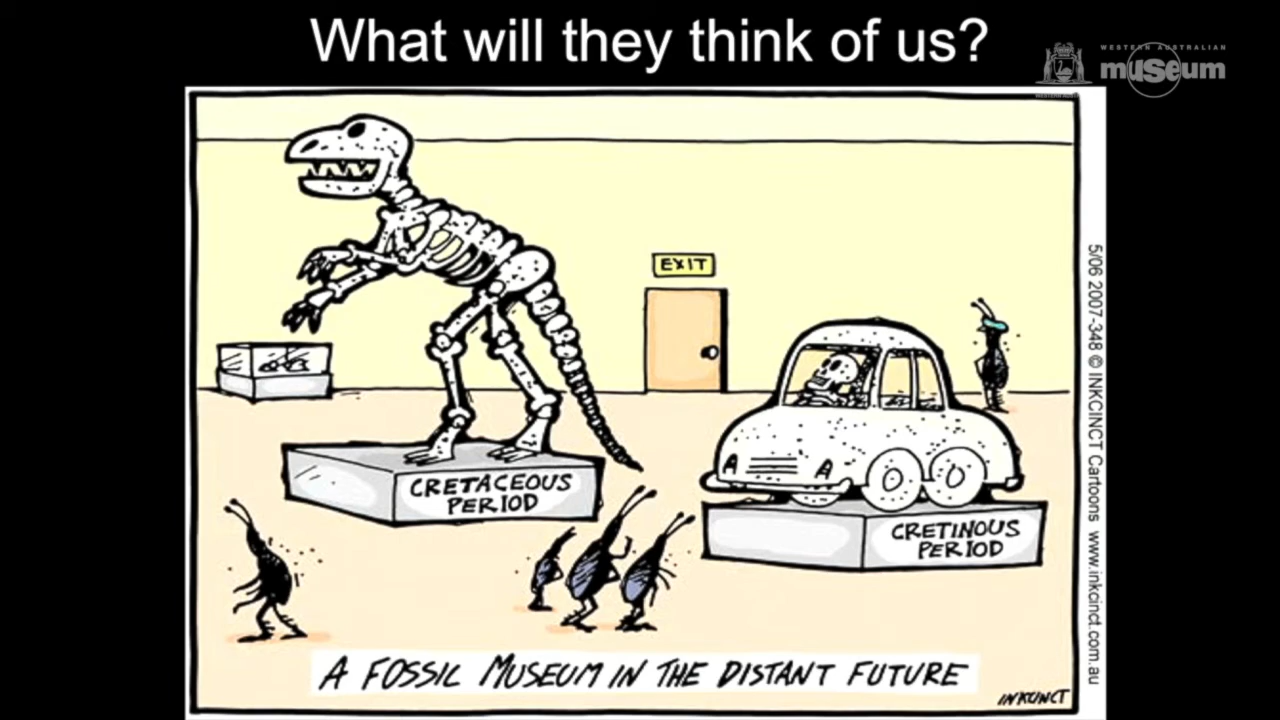 What will they think of us?
WESTERN AUSTRALIAN
museum
EXIT
CRETACEOUS
PERIOD
CRETINOUS
PERIOD
A FOSSIL MUSEUM IN THE DISTANT FUTURE
INKCINCT
5/06 2007-348 © INKCINCT Cartoons www.inkcinct.com.au